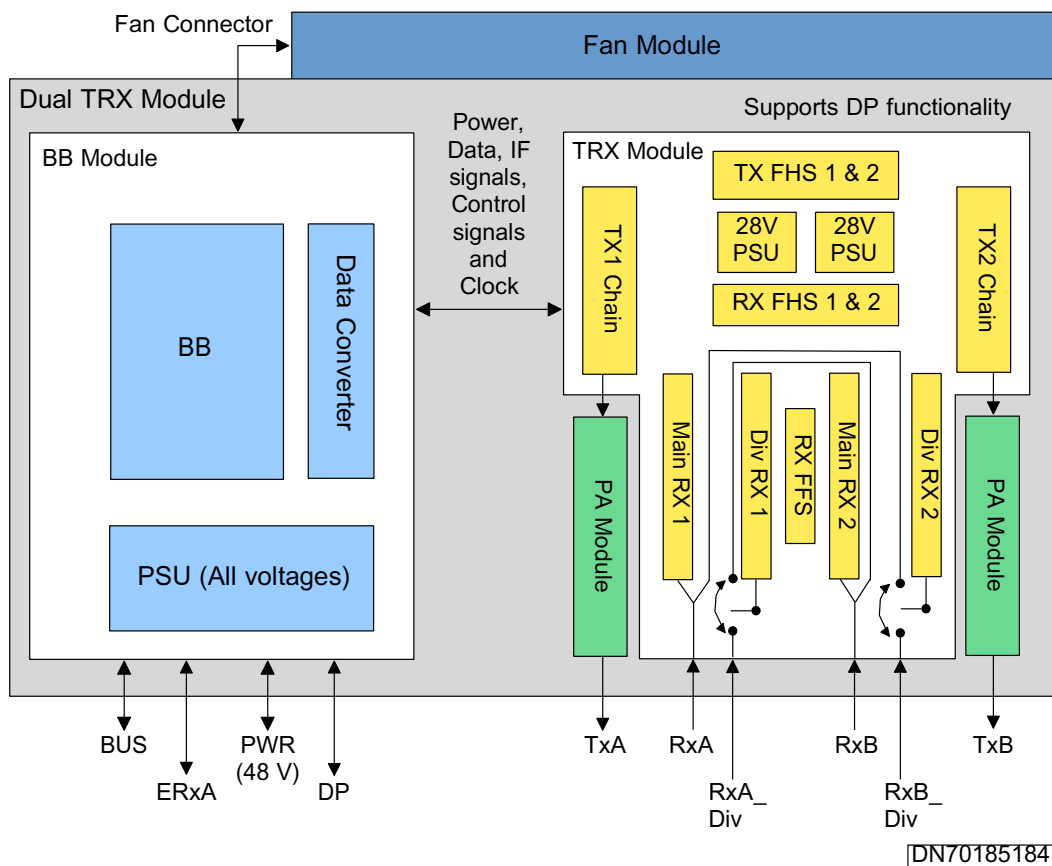 Fan Connector
Fan Module
Dual TRX Module
Supports DP functionality
BB Module
Power,
Data, IF
signals,
Control
signals
and
Clock
TRX Module
TX FHS 1 & 2
28V
PSU
28V
PSU
RX FHS 1 & 2
TX1 Chain
TX2 Chain
BB
Data Converter
PSU (All voltages)
Main RX 1
Div RX 1
RX FFS
Main RX 2
Div RX 2
PA Module
PA Module
BUS
ERxA
PWR
(48 V)
DP
TxA
RxA
RxA_
Div
RxB
RxB_
Div
TxB
DN70185184